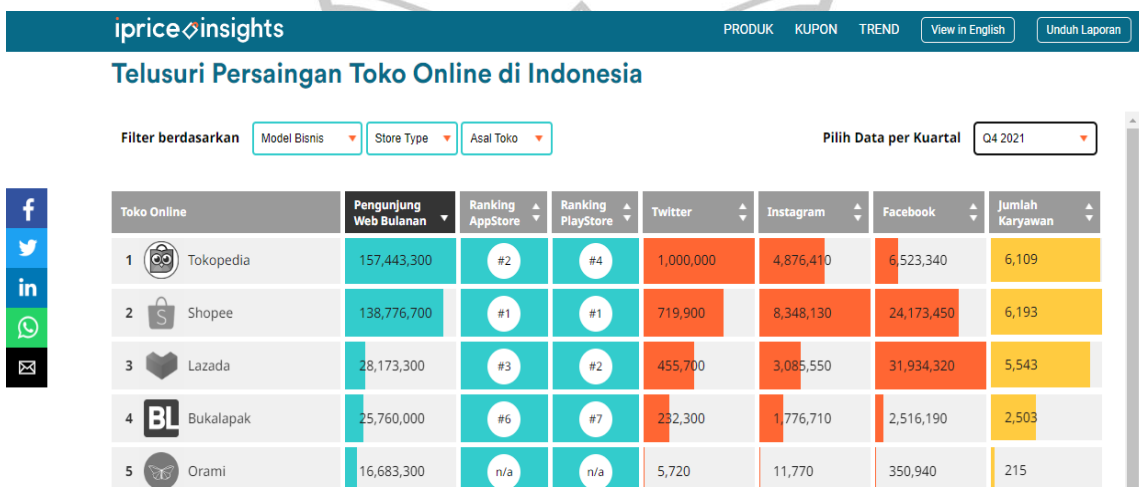 iprice insights
PRODUK KUPON TREND View in English Unduh Laporan
Telusuri Persaingan Toko Online di Indonesia
Filter berdasarkan Model Bisnis Store Type Asal Toko Pilih Data per Kuartal Q4 2021
Toko Online Pengunjung Web Bulanan Ranking AppStore Ranking PlayStore Twitter Instagram Facebook Jumlah Karyawan
1 Tokopedia 157,443,300 #2 #4 1,000,000 4,876,410 6,523,340 6,109
2 S Shopee 138,776,700 #1 #1 719,900 8,348,130 24,173,450 6,193
3 Lazada 28,173,300 #3 #2 455,700 3,085,550 31,934,320 5,543
4 BL Bukalapak 25,760,000 #6 #7 232,300 1,776,710 2,516,190 2,503
5 Orami 16,683,300 n/a n/a 5,720 11,770 350,940 215
f
in